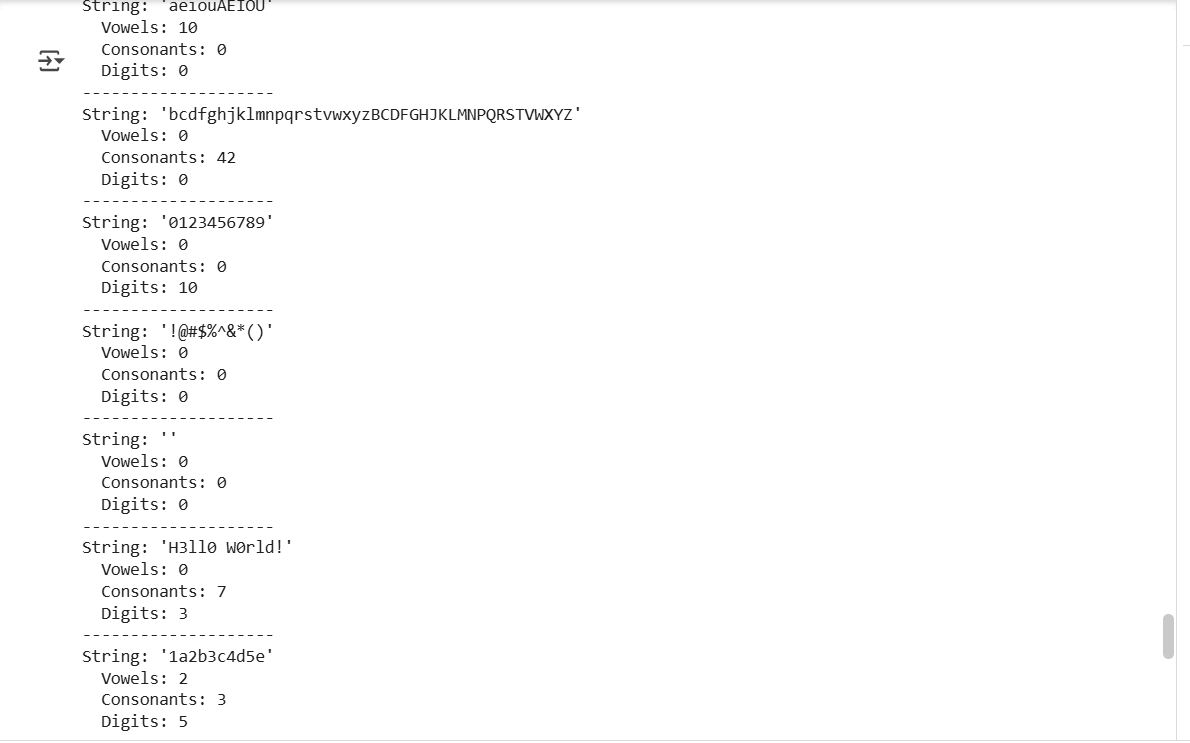 String: 'aeiouAEIOU'
  Vowels: 10
  Consonants: 0
  Digits: 0
--------------------
String: 'bcdfghjklmnpqrstvwxyzBCDFGHJKLMNPQRSTVWXYZ'
  Vowels: 0
  Consonants: 42
  Digits: 0
--------------------
String: '0123456789'
  Vowels: 0
  Consonants: 0
  Digits: 10
--------------------
String: '!@#$%^&*()'
  Vowels: 0
  Consonants: 0
  Digits: 0
--------------------
String: ''
  Vowels: 0
  Consonants: 0
  Digits: 0
--------------------
String: 'H3ll0 W0rld!'
  Vowels: 0
  Consonants: 7
  Digits: 3
--------------------
String: '1a2b3c4d5e'
  Vowels: 2
  Consonants: 3
  Digits: 5